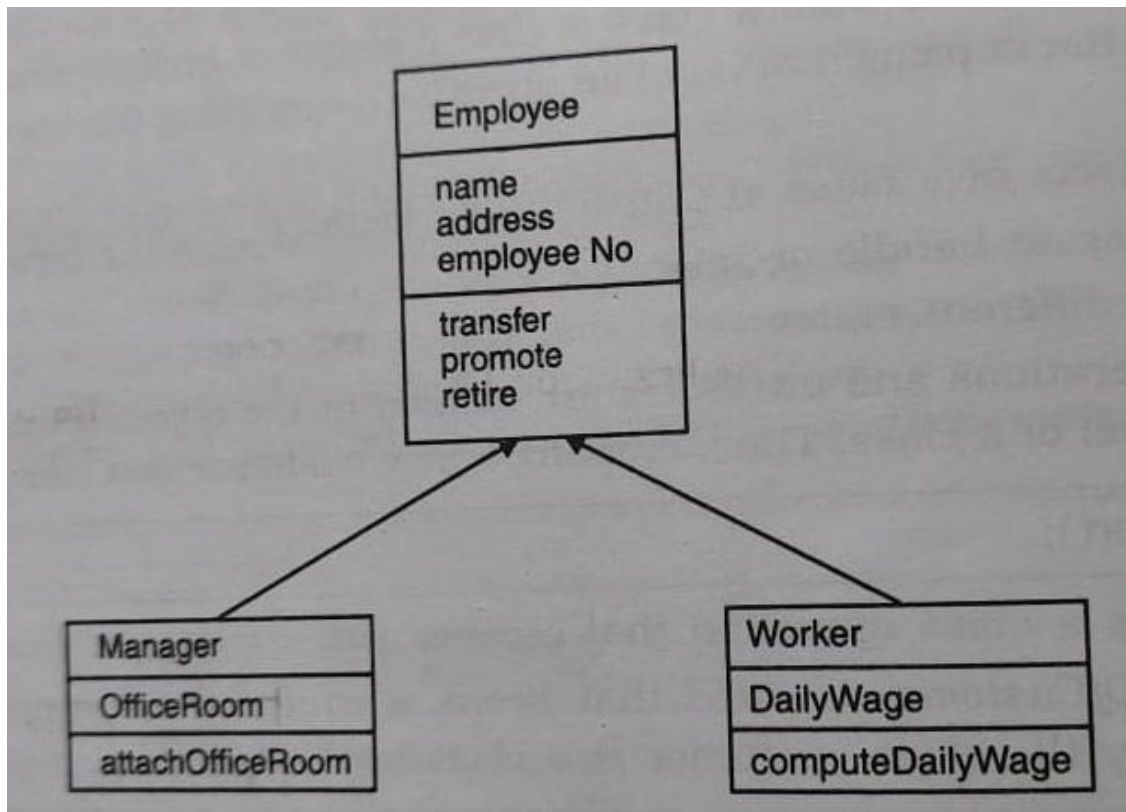 Employee
name
address
employee No
transfer
promote
retire
Manager
OfficeRoom
attachOfficeRoom
Worker
DailyWage
computeDailyWage